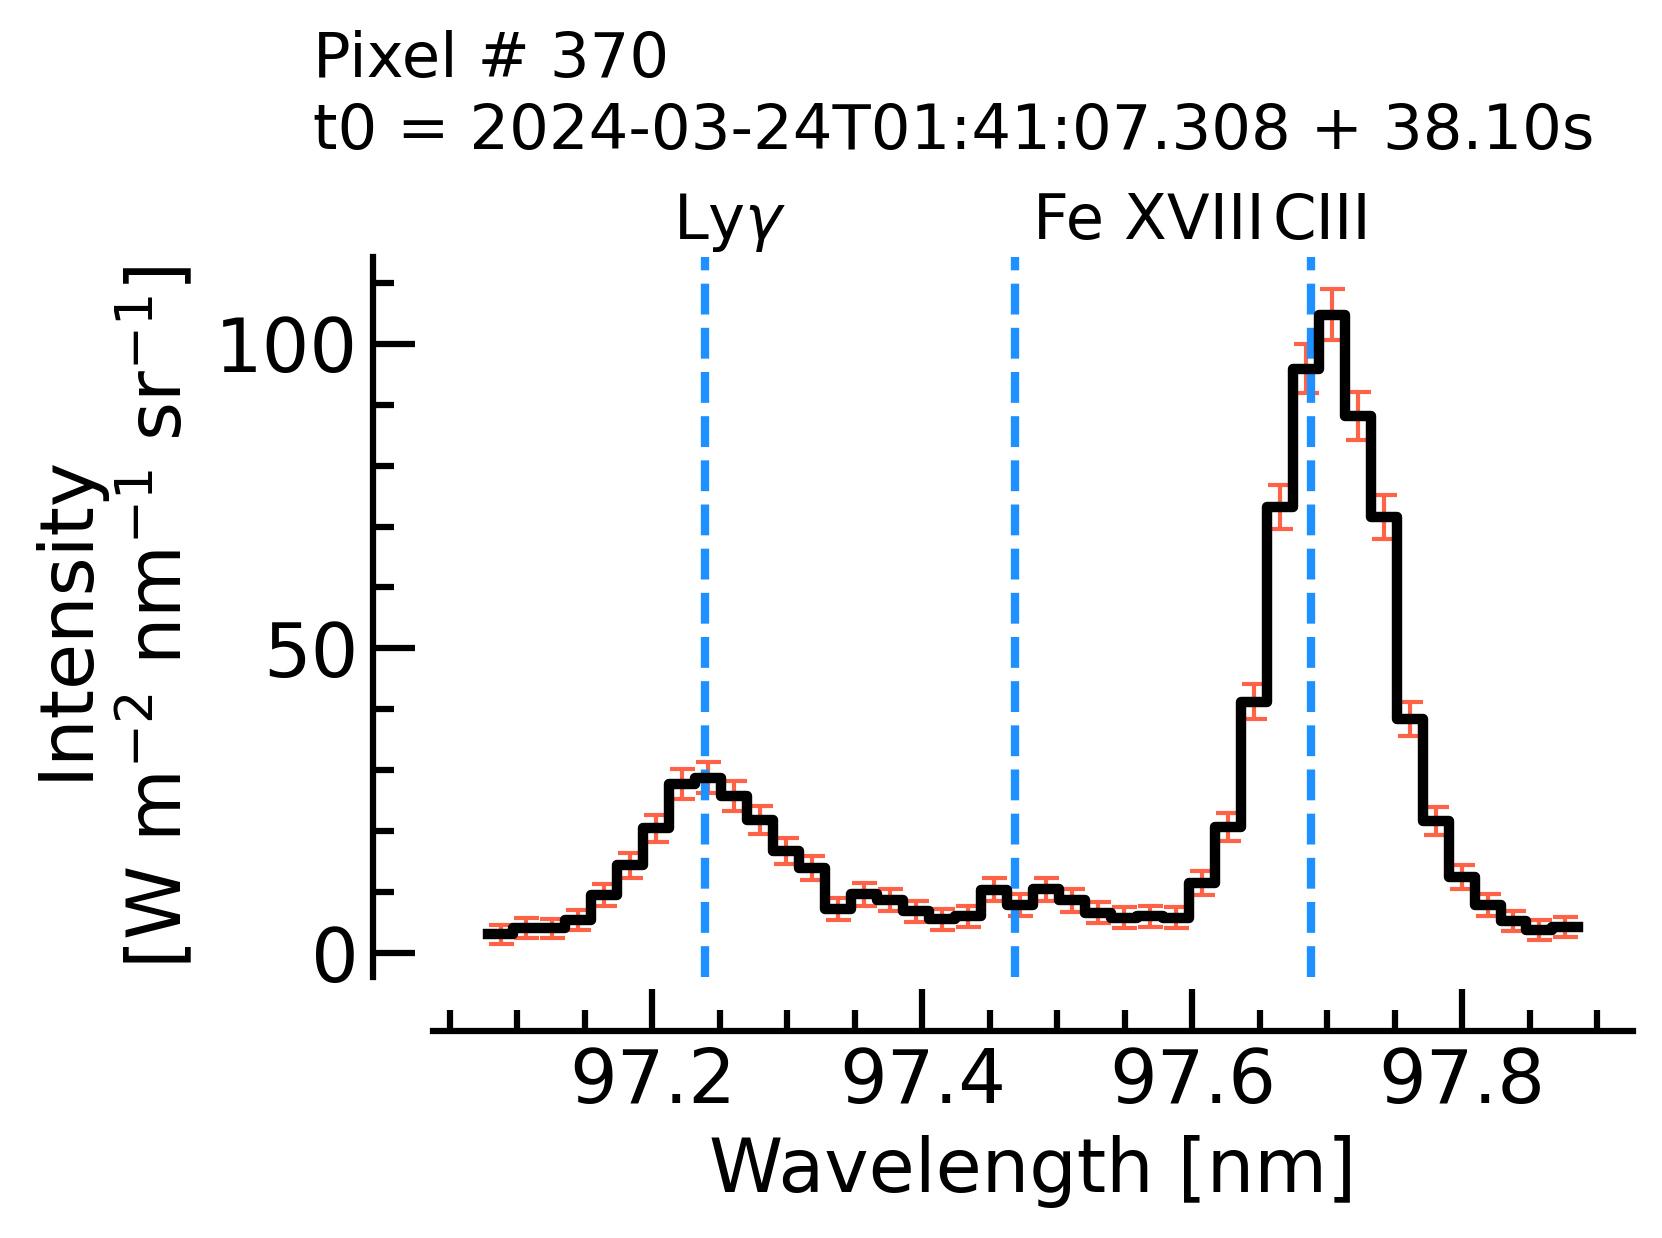 Pixel # 370
t0 = 2024-03-24T01:41:07.308 + 38.10s
Lyγ Fe XVIII CIII
Intensity
[W m⁻² nm⁻¹ sr⁻¹]
100
50
0
97.2 97.4 97.6 97.8
Wavelength [nm]